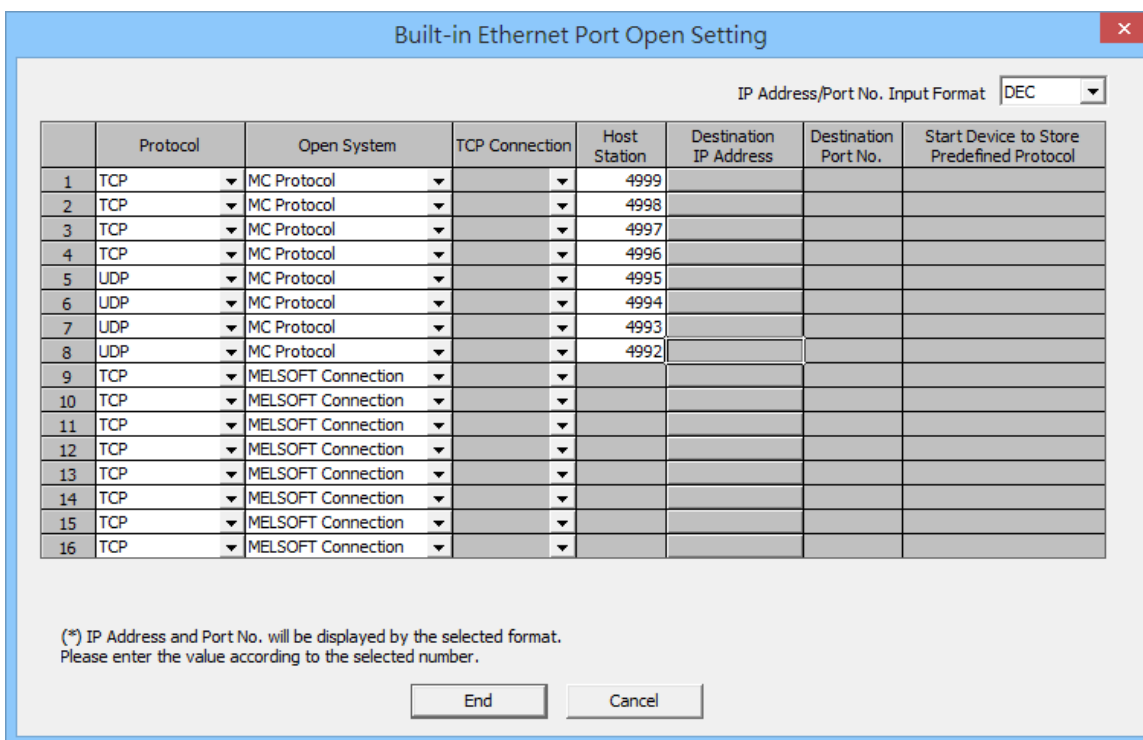 Built-in Ethernet Port Open Setting
IP Address/Port No. Input Format DEC
Protocol Open System TCP Connection Host Station Destination IP Address Destination Port No. Start Device to Store Predefined Protocol
1 TCP MC Protocol 4999
2 TCP MC Protocol 4998
3 TCP MC Protocol 4997
4 TCP MC Protocol 4996
5 UDP MC Protocol 4995
6 UDP MC Protocol 4994
7 UDP MC Protocol 4993
8 UDP MC Protocol 4992
9 TCP MELSOFT Connection
10 TCP MELSOFT Connection
11 TCP MELSOFT Connection
12 TCP MELSOFT Connection
13 TCP MELSOFT Connection
14 TCP MELSOFT Connection
15 TCP MELSOFT Connection
16 TCP MELSOFT Connection
(*) IP Address and Port No. will be displayed by the selected format.
Please enter the value according to the selected number.
End Cancel